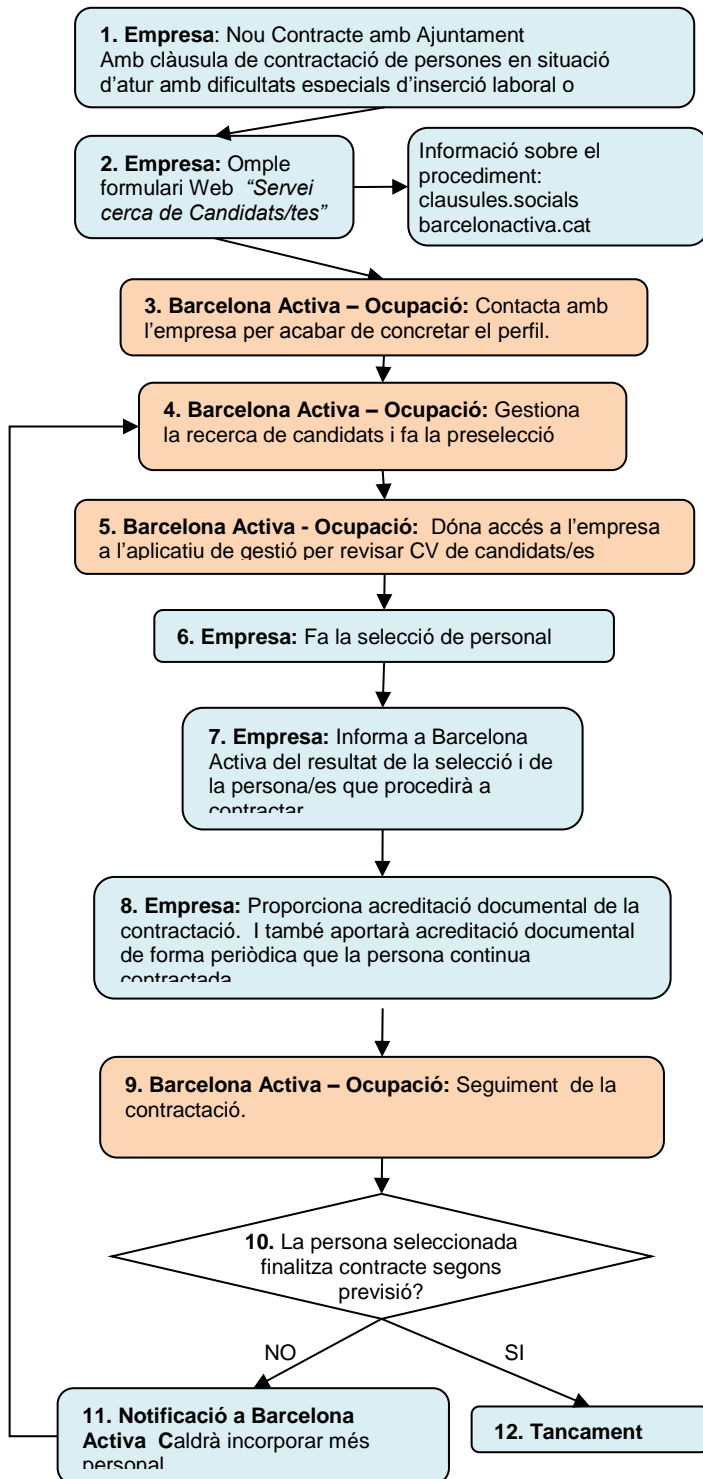 1. Empresa: Nou Contracte amb Ajuntament
Amb clàusula de contractació de persones en situació
d'atur amb dificultats especials d'inserció laboral o
2. Empresa: Omple
formulari Web "Servei
cerca de Candidats/tes"
Informació sobre el
procediment:
clausules.socials
barcelonactiva.cat
3. Barcelona Activa – Ocupació: Contacta amb
l'empresa per acabar de concretar el perfil.
4. Barcelona Activa – Ocupació: Gestiona
la recerca de candidats i fa la preselecció
5. Barcelona Activa - Ocupació: Dóna accés a l'empresa
a l'aplicatiu de gestió per revisar CV de candidats/es
6. Empresa: Fa la selecció de personal
7. Empresa: Informa a Barcelona
Activa del resultat de la selecció i de
la persona/es que procedirà a
contractar
8. Empresa: Proporciona acreditació documental de la
contractació. I també aportarà acreditació documental
de forma periòdica que la persona continua
contractada
9. Barcelona Activa – Ocupació: Seguiment de la
contractació.
10. La persona seleccionada
finalitza contracte segons
previsió?
NO
SI
11. Notificació a Barcelona
Activa Caldrà incorporar més
personal
12. Tancament